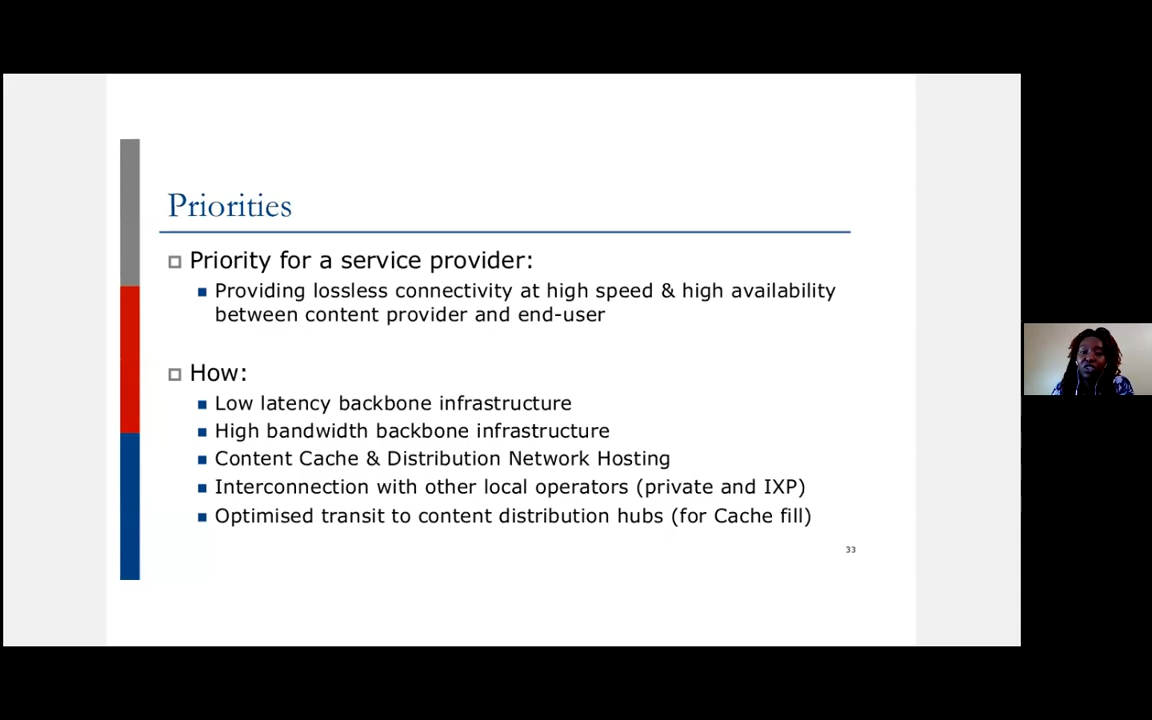 Priorities
Priority for a service provider:
Providing lossless connectivity at high speed & high availability
between content provider and end-user
How:
Low latency backbone infrastructure
High bandwidth backbone infrastructure
Content Cache & Distribution Network Hosting
Interconnection with other local operators (private and IXP)
Optimised transit to content distribution hubs (for Cache fill)
33